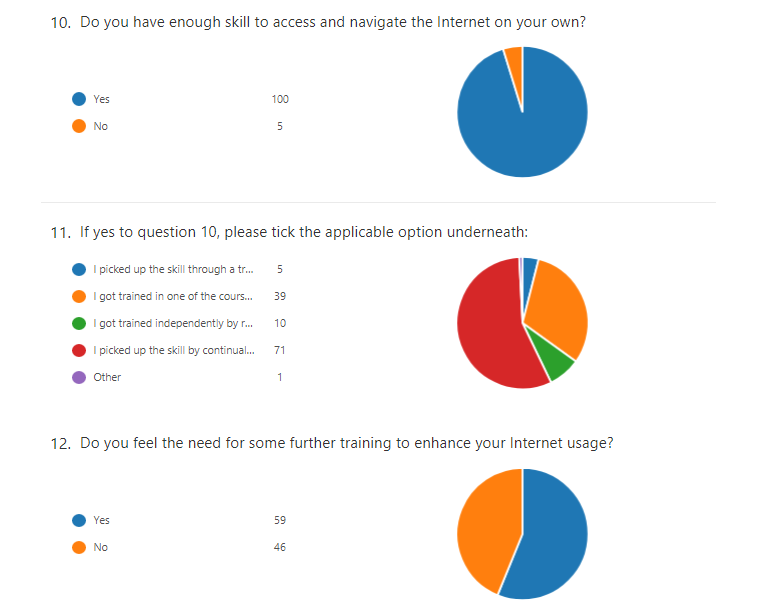 10. Do you have enough skill to access and navigate the Internet on your own?
Yes 100
No 5
11. If yes to question 10, please tick the applicable option underneath:
I picked up the skill through a tr... 5
I got trained in one of the cours... 39
I got trained independently by r... 10
I picked up the skill by continual... 71
Other 1
12. Do you feel the need for some further training to enhance your Internet usage?
Yes 59
No 46